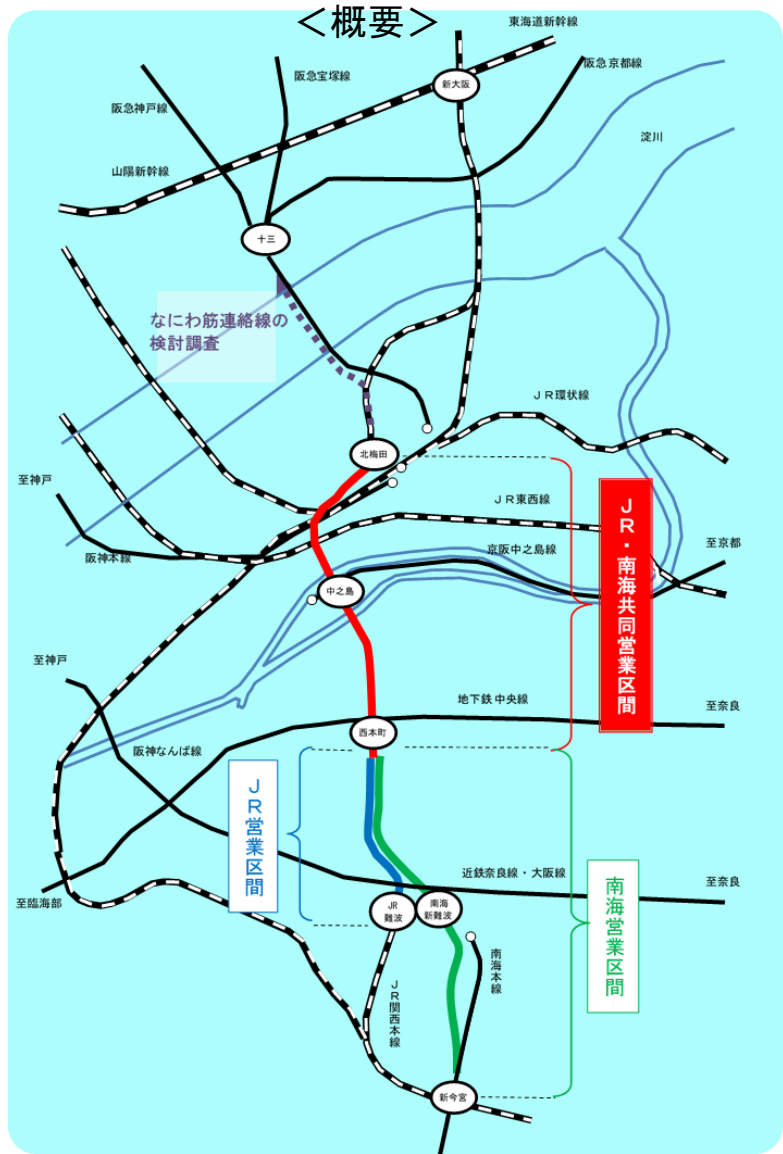 ＜概要＞
東海道新幹線
阪急宝塚線
阪急京都線
新大阪
阪急神戸線
淀川
山陽新幹線
十三
なにわ筋連絡線の
検討調査
ＪＲ環状線
北梅田
至神戸
ＪＲ東西線
ＪＲ・南海共同営業区間
阪神本線
京阪中之島線
至京都
中之島
至神戸
地下鉄中央線
至奈良
西本町
阪神なんば線
ＪＲ営業区間
近鉄奈良線・大阪線
至奈良
南海営業区間
至臨海部
JR
難波
南海
新難波
南海本線
ＪＲ関西本線
新今宮